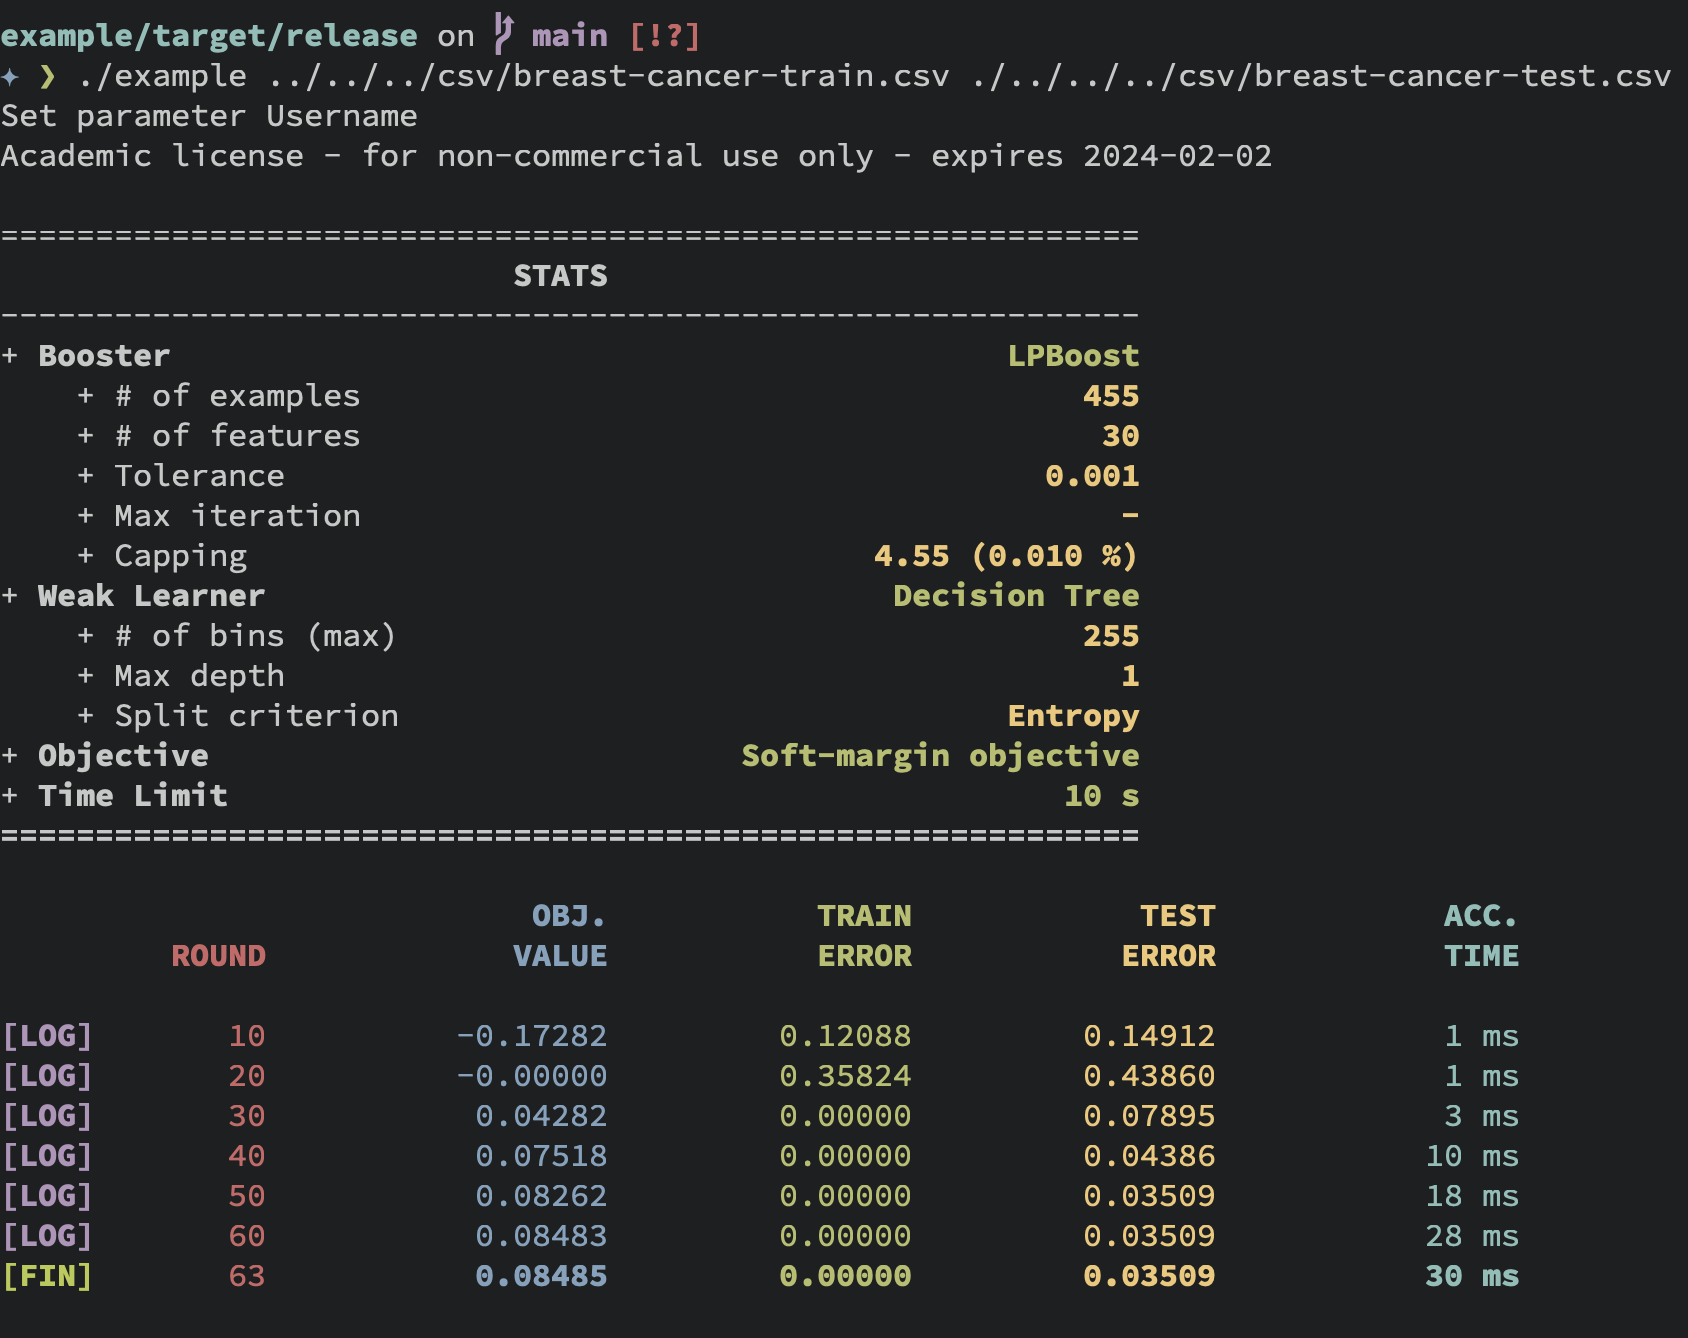 example/target/release on main [!?]
✦ ❯ ./example ../../../csv/breast-cancer-train.csv ./../../../csv/breast-cancer-test.csv
Set parameter Username
Academic license - for non-commercial use only - expires 2024-02-02
============================================================
STATS
------------------------------------------------------------
+ Booster LPBoost
+ # of examples 455
+ # of features 30
+ Tolerance 0.001
+ Max iteration -
+ Capping 4.55 (0.010 %)
+ Weak Learner Decision Tree
+ # of bins (max) 255
+ Max depth 1
+ Split criterion Entropy
+ Objective Soft-margin objective
+ Time Limit 10 s
============================================================
OBJ. TRAIN TEST ACC.
ROUND VALUE ERROR ERROR TIME
[LOG] 10 -0.17282 0.12088 0.14912 1 ms
[LOG] 20 -0.00000 0.35824 0.43860 1 ms
[LOG] 30 0.04282 0.00000 0.07895 3 ms
[LOG] 40 0.07518 0.00000 0.04386 10 ms
[LOG] 50 0.08262 0.00000 0.03509 18 ms
[LOG] 60 0.08483 0.00000 0.03509 28 ms
[FIN] 63 0.08485 0.00000 0.03509 30 ms